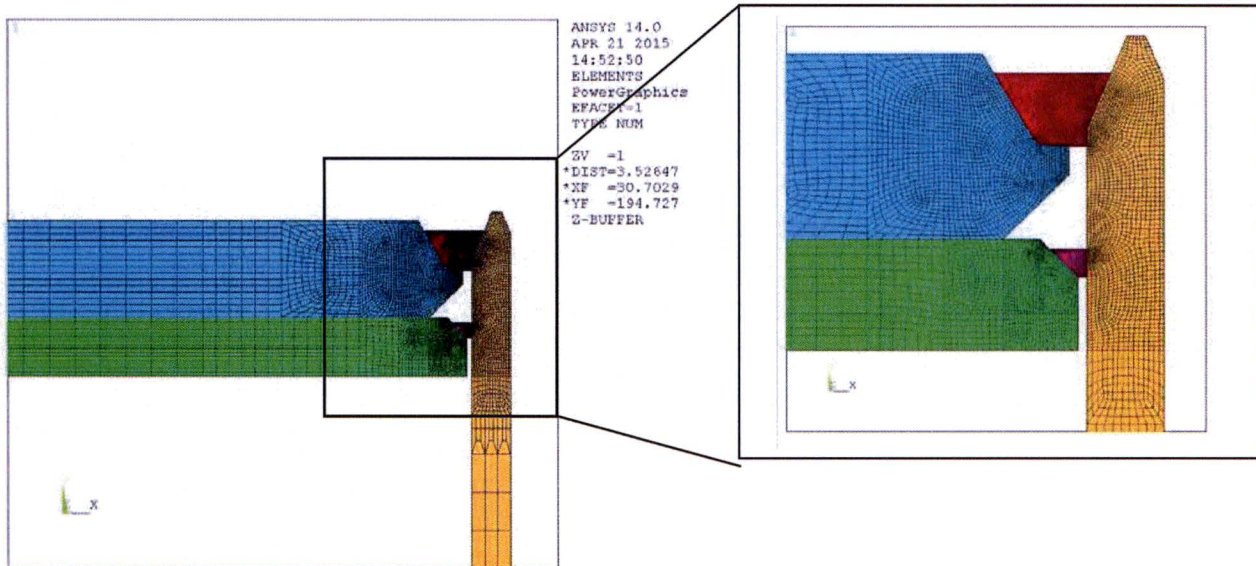 1
ANSYS 14.0
APR 21 2015
14:52:50
ELEMENTS
PowerGraphics
EFACET=1
TYPE NUM
ZV =1
*DIST=3.52647
*XF =30.7029
*YF =194.727
Z-BUFFER
X
X